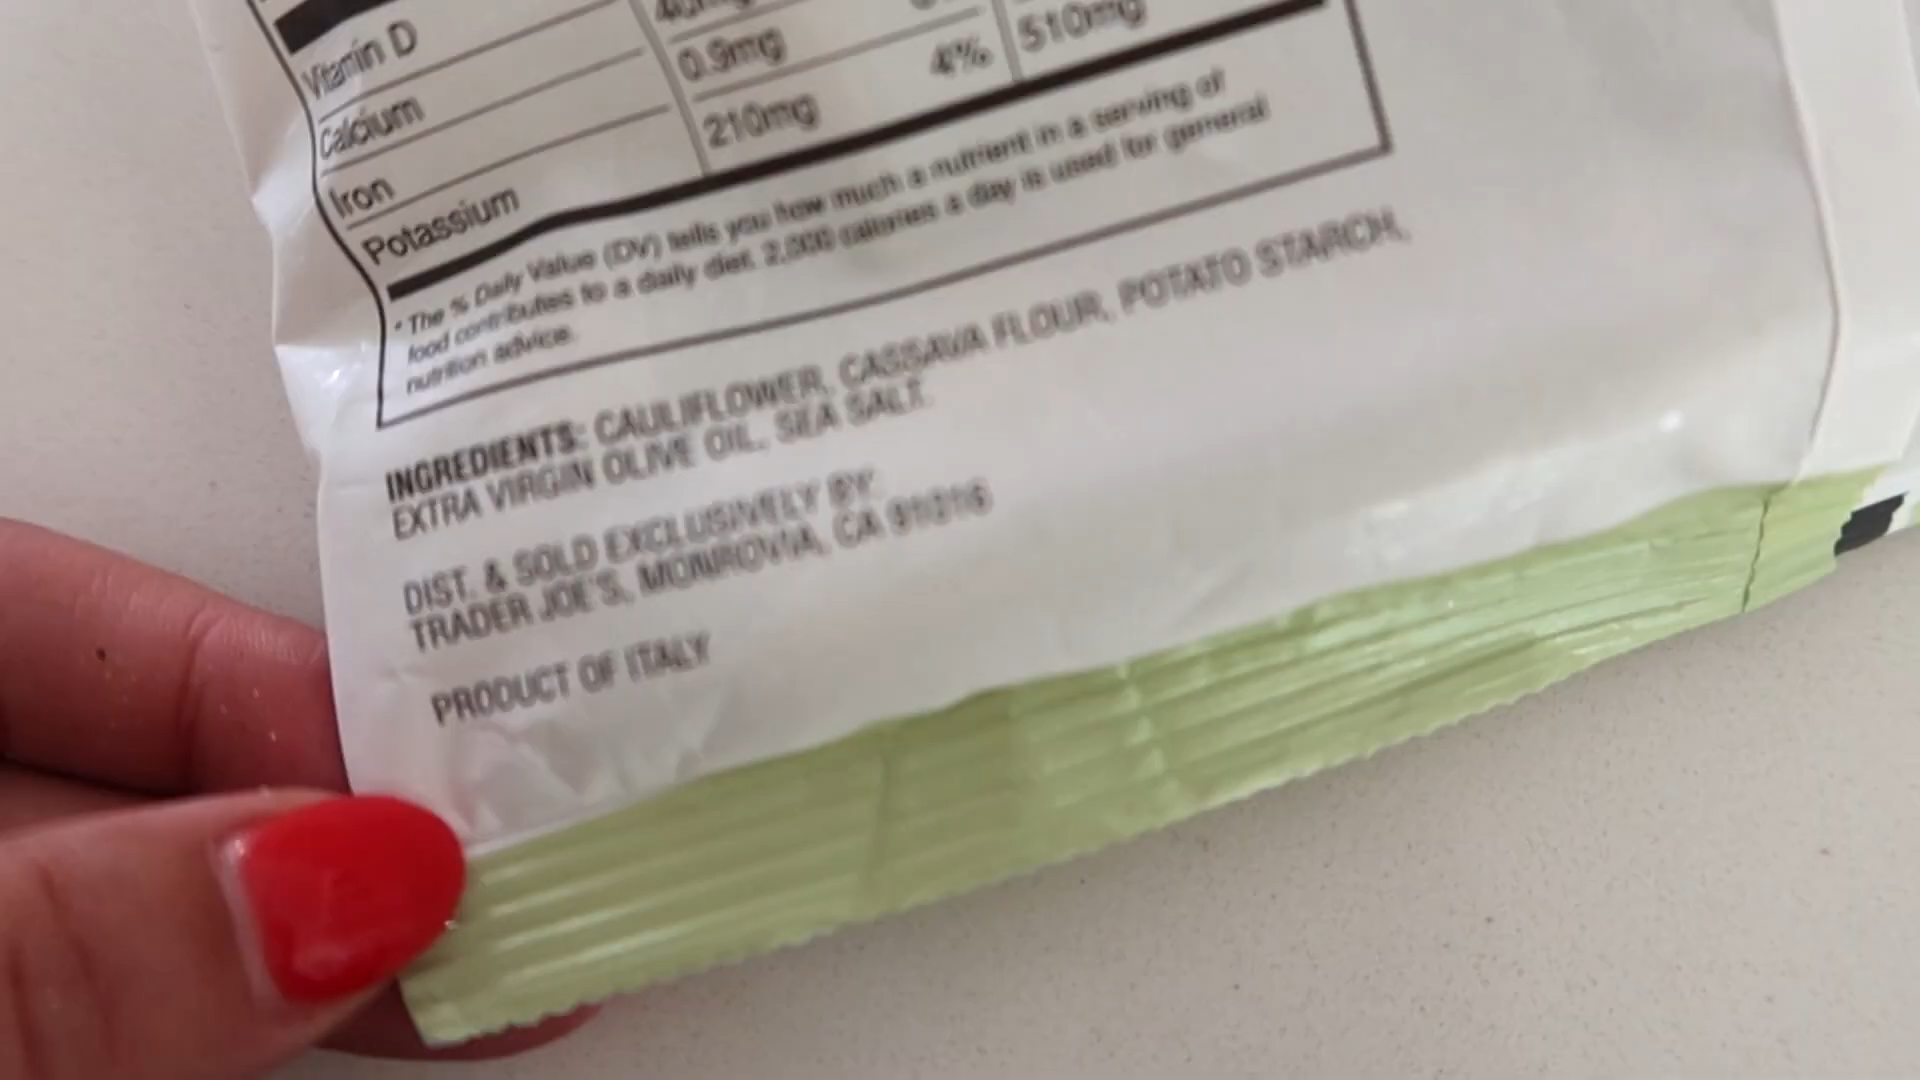 Vitamin D
Calcium 40mg
Iron 0.9mg 4%
Potassium 210mg 510mg
* The % Daily Value (DV) tells you how much a nutrient in a serving of
food contributes to a daily diet. 2,000 calories a day is used for general
nutrition advice.
INGREDIENTS: CAULIFLOWER, CASSAVA FLOUR, POTATO STARCH,
EXTRA VIRGIN OLIVE OIL, SEA SALT.
DIST. & SOLD EXCLUSIVELY BY:
TRADER JOE'S, MONROVIA, CA 91016
PRODUCT OF ITALY